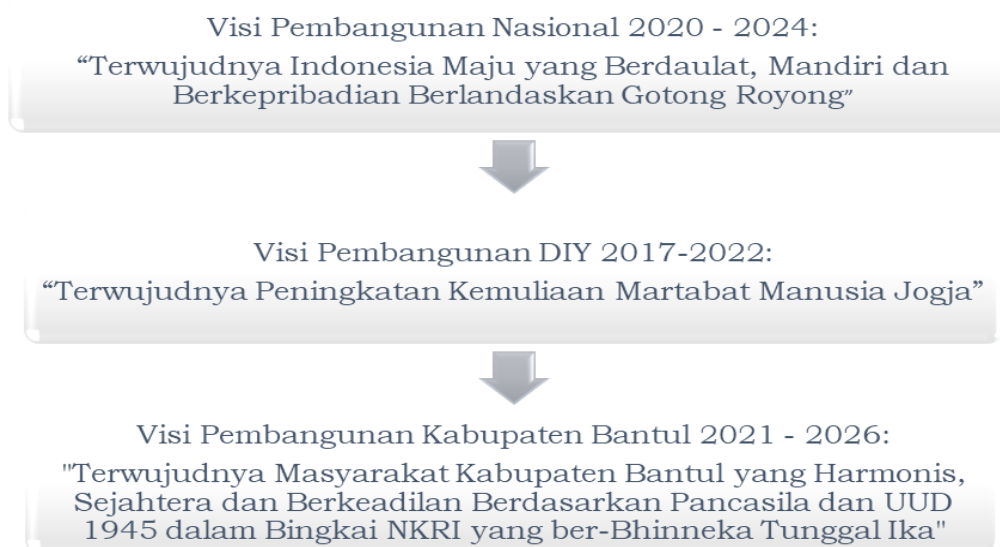 Visi Pembangunan Nasional 2020 - 2024:
“Terwujudnya Indonesia Maju yang Berdaulat, Mandiri dan
Berkepribadian Berlandaskan Gotong Royong”
Visi Pembangunan DIY 2017-2022:
“Terwujudnya Peningkatan Kemuliaan Martabat Manusia Jogja”
Visi Pembangunan Kabupaten Bantul 2021 - 2026:
"Terwujudnya Masyarakat Kabupaten Bantul yang Harmonis,
Sejahtera dan Berkeadilan Berdasarkan Pancasila dan UUD
1945 dalam Bingkai NKRI yang ber-Bhinneka Tunggal Ika"